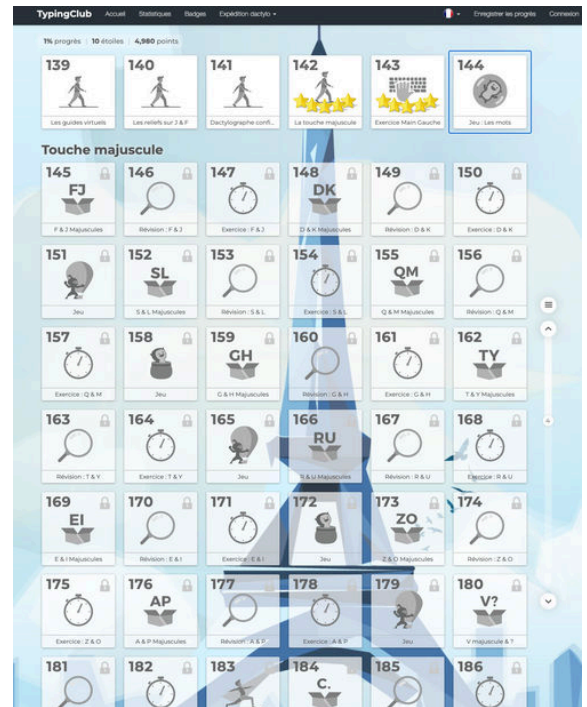 TypingClub Accueil Statistiques Badges Expédition dactylo Enregistrer les progrès Connexion
1% progrès 10 étoiles 4,980 points
139 140 141 142 143 144
Les guides virtuels Les reliefs sur J & F Dactylographe confi... La touche majuscule Exercice Main Gauche Jeu : Les mots
Touche majuscule
145 146 147 148 149 150
FJ DK
F & J Majuscules Révision : F & J Exercice : F & J D & K Majuscules Révision : D & K Exercice : D & K
151 152 153 154 155 156
SL QM
Jeu S & L Majuscules Révision : S & L Exercice : S & L Q & M Majuscules Révision : Q & M
157 158 159 160 161 162
GH TY
Exercice : Q & M Jeu G & H Majuscules Révision : G & H Exercice : G & H T & Y Majuscules
163 164 165 166 167 168
RU
Révision : T & Y Exercice : T & Y Jeu R & U Majuscules Révision : R & U Exercice : R & U
169 170 171 172 173 174
EI ZO
E & I Majuscules Révision : E & I Exercice : E & I Jeu Z & O Majuscules Révision : Z & O
175 176 177 178 179 180
AP V?
Exercice : Z & O A & P Majuscules Révision : A & P Exercice : A & P Jeu V majuscule & ?
181 182 183 184 185 186
C.